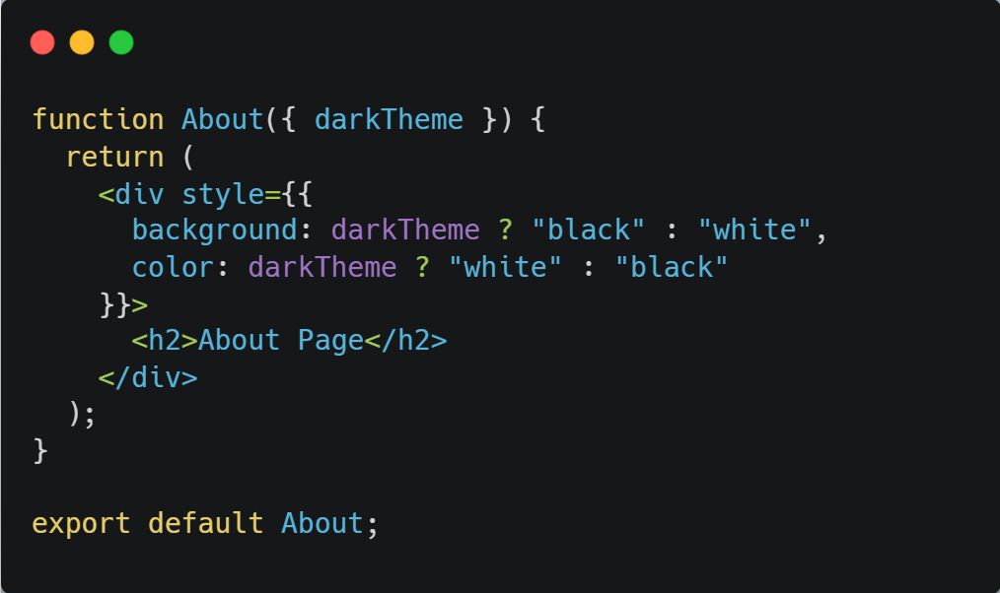 function About({ darkTheme }) {
  return (
    <div style={{
      background: darkTheme ? "black" : "white",
      color: darkTheme ? "white" : "black"
    }}>
      <h2>About Page</h2>
    </div>
  );
}

export default About;